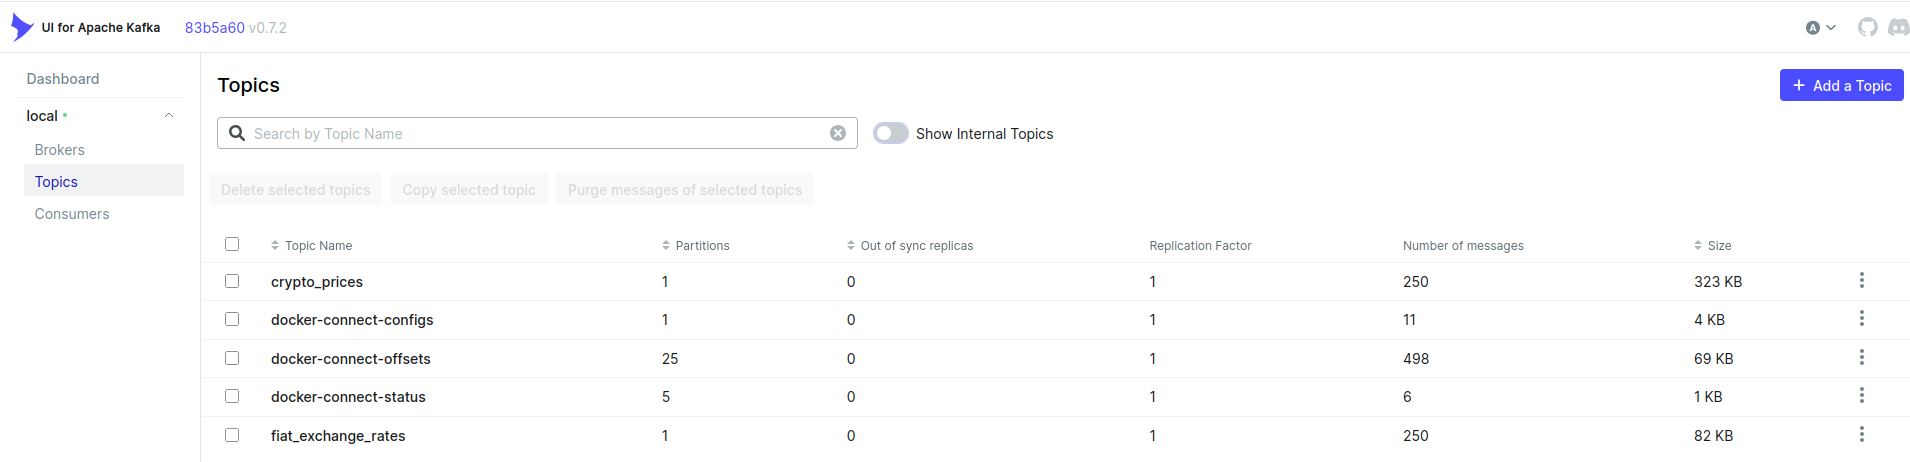 UI for Apache Kafka 83b5a60 v0.7.2 A
Dashboard
local
Brokers
Topics
Consumers
Topics
+ Add a Topic
Search by Topic Name
Show Internal Topics
Delete selected topics Copy selected topic Purge messages of selected topics
Topic Name Partitions Out of sync replicas Replication Factor Number of messages Size
crypto_prices 1 0 1 250 323 KB
docker-connect-configs 1 0 1 11 4 KB
docker-connect-offsets 25 0 1 498 69 KB
docker-connect-status 5 0 1 6 1 KB
fiat_exchange_rates 1 0 1 250 82 KB